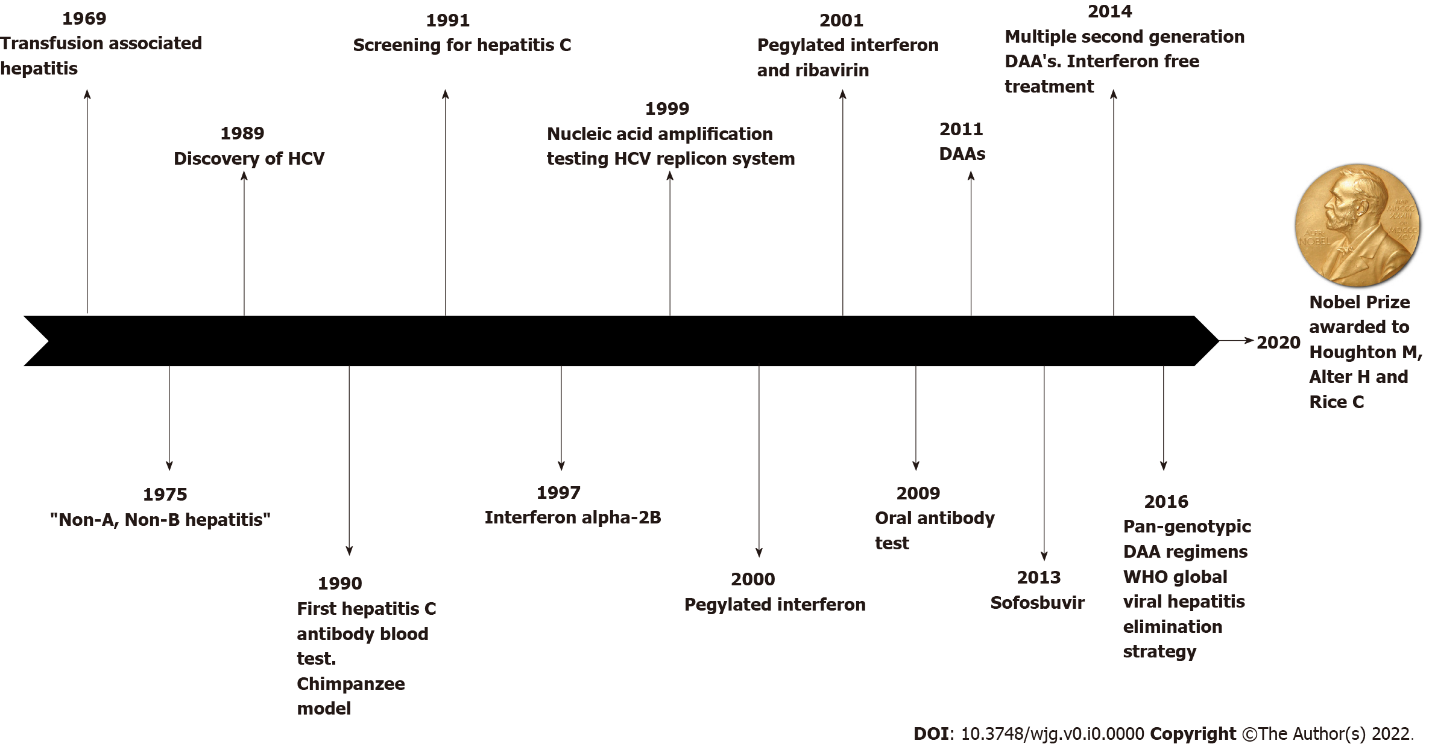 1969
Transfusion associated
hepatitis
1989
Discovery of HCV
1991
Screening for hepatitis C
1999
Nucleic acid amplification
testing HCV replicon system
2001
Pegylated interferon
and ribavirin
2011
DAAs
2014
Multiple second generation
DAA's. Interferon free
treatment
2020
Nobel Prize
awarded to
Houghton M,
Alter H and
Rice C
1975
"Non-A, Non-B hepatitis"
1990
First hepatitis C
antibody blood
test.
Chimpanzee
model
1997
Interferon alpha-2B
2000
Pegylated interferon
2009
Oral antibody
test
2013
Sofosbuvir
2016
Pan-genotypic
DAA regimens
WHO global
viral hepatitis
elimination
strategy
DOI: 10.3748/wjg.v0.i0.0000 Copyright ©The Author(s) 2022.